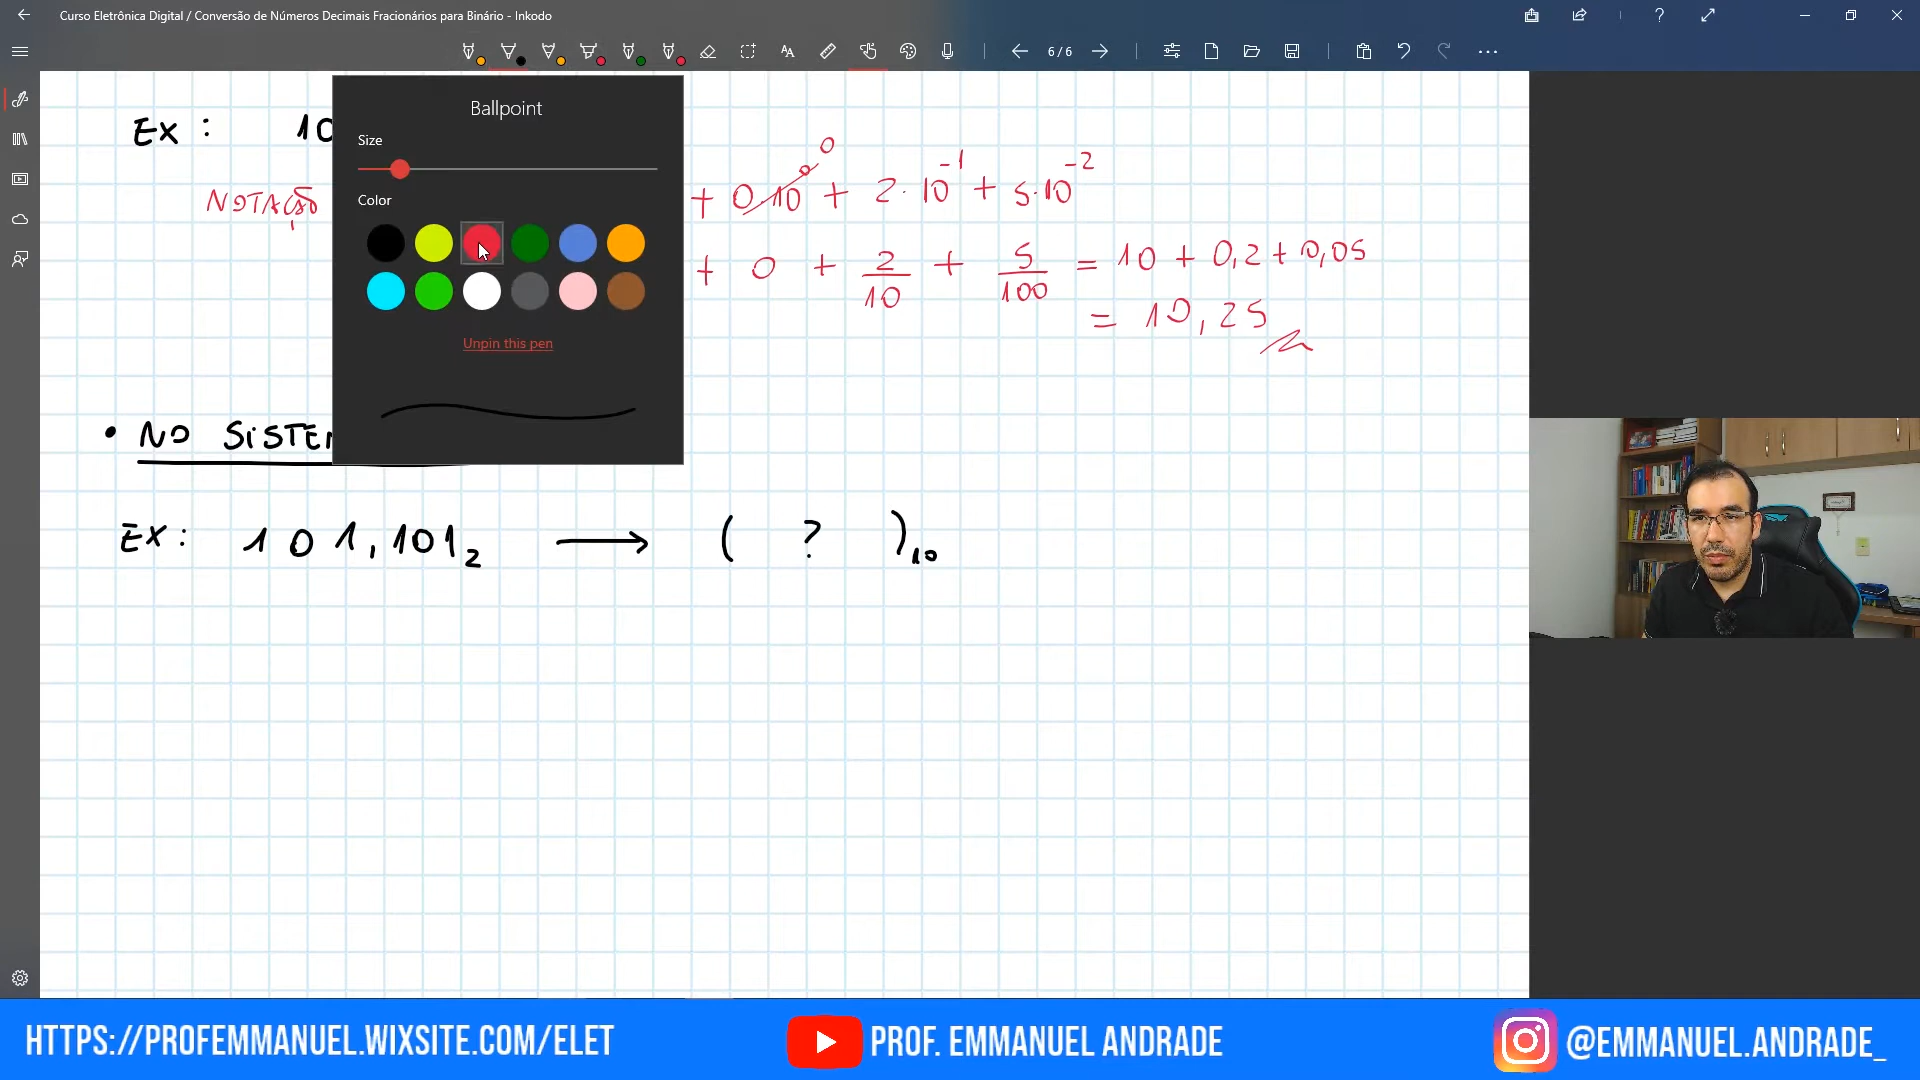 Curso Eletrônica Digital / Conversão de Números Decimais Fracionários para Binário - Inkodo
6/6
Ballpoint
Size
Color
Unpin this pen
Ex : 10
NOTAÇÃO
+ 0·10⁰ + 2·10⁻¹ + 5·10⁻²
0
+ 0 + 2/10 + 5/100 = 10 + 0,2 + 0,05
= 10,25
• NO SISTE
EX: 101,101₂ → ( ? )₁₀
HTTPS://PROFEMMANUEL.WIXSITE.COM/ELET
PROF. EMMANUEL ANDRADE
@EMMANUEL.ANDRADE_